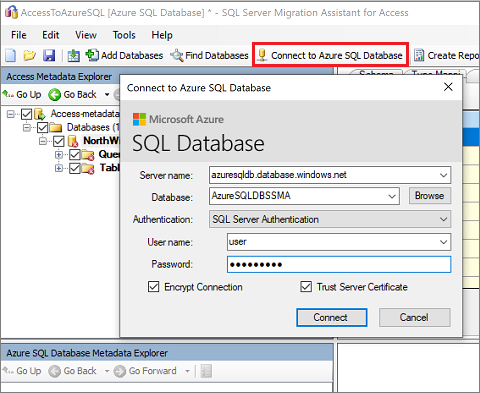 AccessToAzureSQL [Azure SQL Database] * - SQL Server Migration Assistant for Access
File Edit View Tools Help
Add Databases Find Databases Connect to Azure SQL Database Create Repo
Access Metadata Explorer
Schema Type Mappi
Go Up Go Back
Connect to Azure SQL Database
Access-metadata
Databases (1
NorthWi
Que
Tabl
Microsoft Azure
SQL Database
Server name: azuresqldb.database.windows.net
Database: AzureSQLDBSSMA Browse
Authentication: SQL Server Authentication
User name: user
Password: ●●●●●●●●●
Encrypt Connection Trust Server Certificate
Connect Cancel
Azure SQL Database Metadata Explorer
Go Up Go Back Go Forward